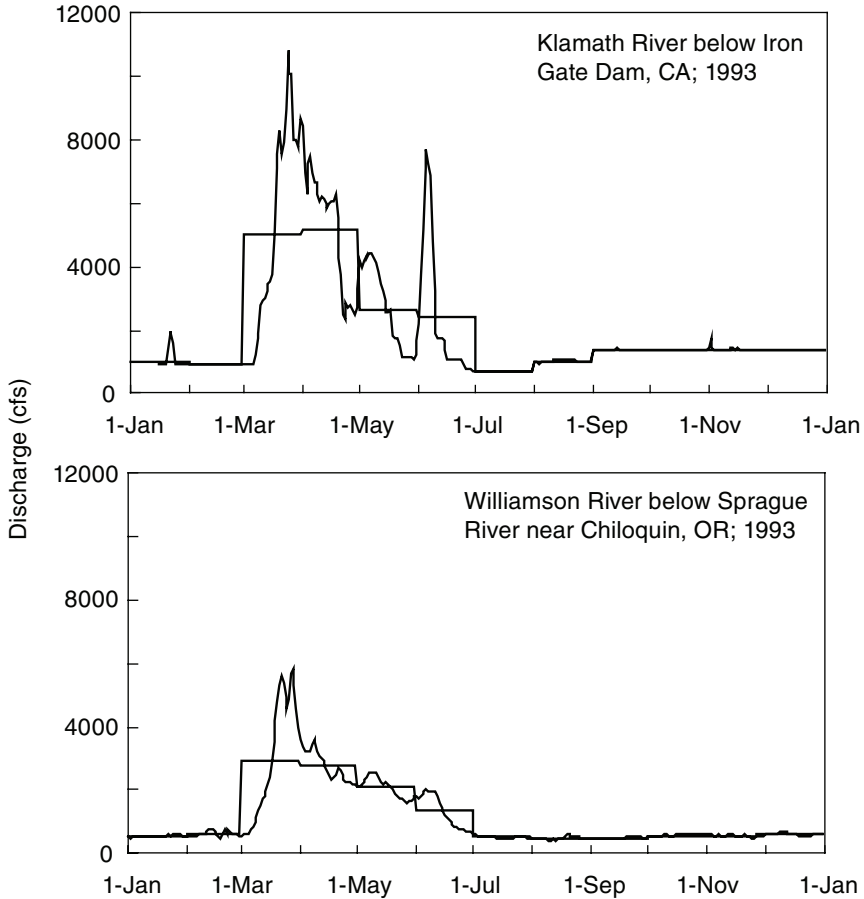 12000
8000
4000
0
Klamath River below Iron
Gate Dam, CA; 1993
1-Jan 1-Mar 1-May 1-Jul 1-Sep 1-Nov 1-Jan
Discharge (cfs)
12000
8000
4000
0
Williamson River below Sprague
River near Chiloquin, OR; 1993
1-Jan 1-Mar 1-May 1-Jul 1-Sep 1-Nov 1-Jan